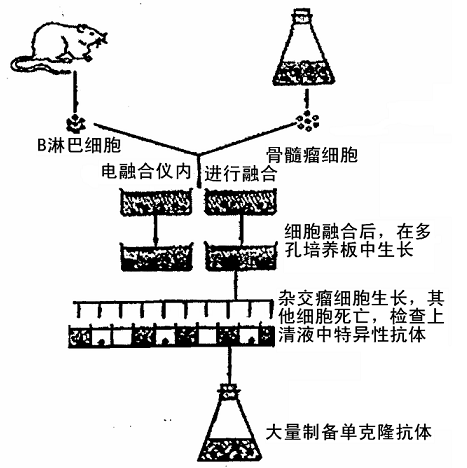 B淋巴细胞
骨髓瘤细胞
电融合仪内
进行融合
细胞融合后，在多
孔培养板中生长
杂交瘤细胞生长，其
他细胞死亡，检查上
清液中特异性抗体
大量制备单克隆抗体